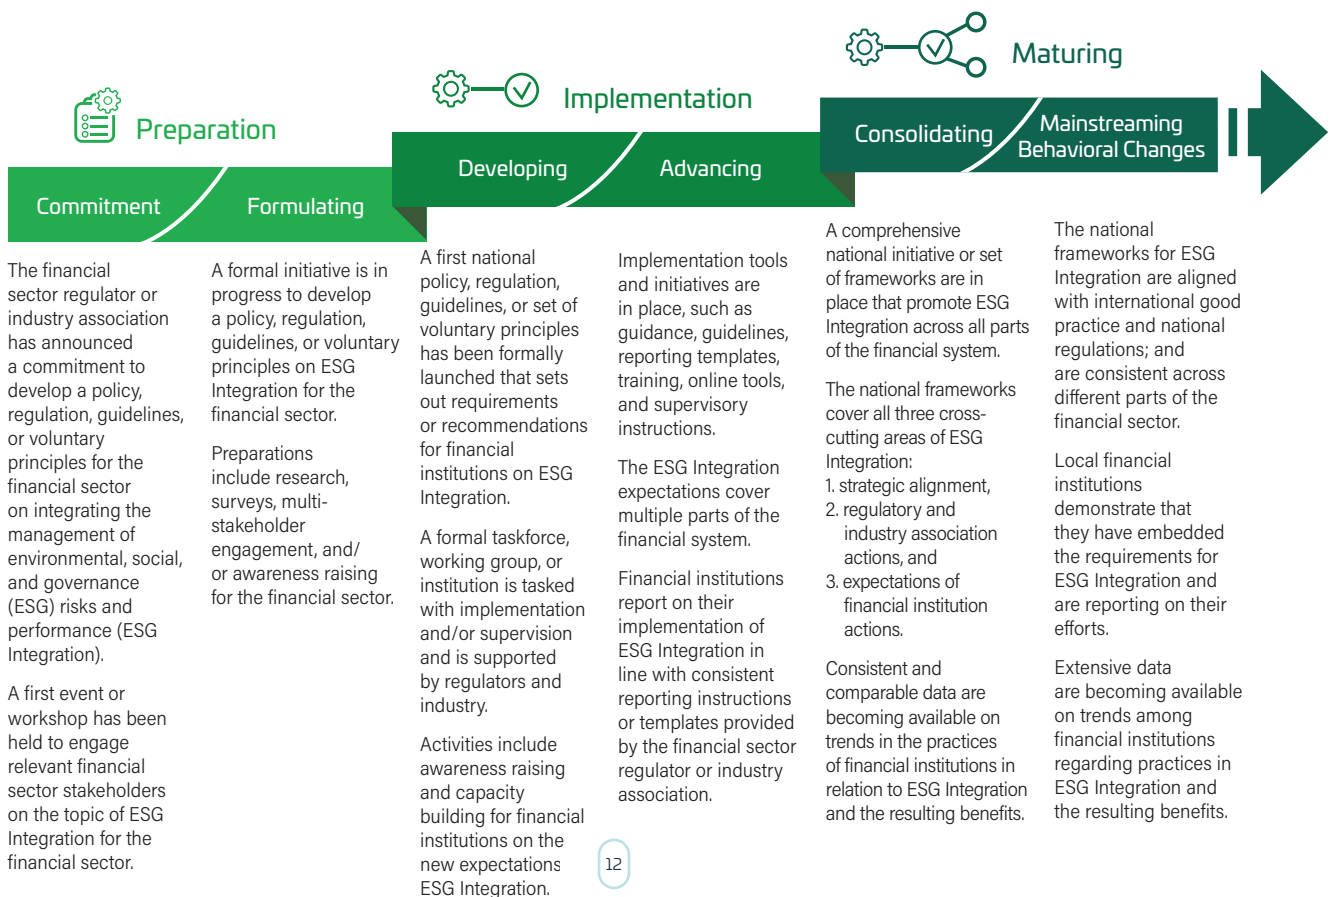 Preparation
Commitment
Formulating
Implementation
Developing
Advancing
Maturing
Consolidating
Mainstreaming
Behavioral Changes
The financial
sector regulator or
industry association
has announced
a commitment to
develop a policy,
regulation, guidelines,
or voluntary
principles for the
financial sector
on integrating the
management of
environmental, social,
and governance
(ESG) risks and
performance (ESG
Integration).
A first event or
workshop has been
held to engage
relevant financial
sector stakeholders
on the topic of ESG
Integration for the
financial sector.
A formal initiative is in
progress to develop
a policy, regulation,
guidelines, or voluntary
principles on ESG
Integration for the
financial sector.
Preparations
include research,
surveys, multi-
stakeholder
engagement, and/
or awareness raising
for the financial sector.
A first national
policy, regulation,
guidelines, or set of
voluntary principles
has been formally
launched that sets
out requirements
or recommendations
for financial
institutions on ESG
Integration.
A formal taskforce,
working group, or
institution is tasked
with implementation
and/or supervision
and is supported
by regulators and
industry.
Activities include
awareness raising
and capacity
building for financial
institutions on the
new expectations
ESG Integration.
Implementation tools
and initiatives are
in place, such as
guidance, guidelines,
reporting templates,
training, online tools,
and supervisory
instructions.
The ESG Integration
expectations cover
multiple parts of the
financial system.
Financial institutions
report on their
implementation of
ESG Integration in
line with consistent
reporting instructions
or templates provided
by the financial sector
regulator or industry
association.
A comprehensive
national initiative or set
of frameworks are in
place that promote ESG
Integration across all parts
of the financial system.
The national frameworks
cover all three cross-
cutting areas of ESG
Integration:
1. strategic alignment,
2. regulatory and
industry association
actions, and
3. expectations of
financial institution
actions.
Consistent and
comparable data are
becoming available on
trends in the practices
of financial institutions in
relation to ESG Integration
and the resulting benefits.
The national
frameworks for ESG
Integration are aligned
with international good
practice and national
regulations; and
are consistent across
different parts of the
financial sector.
Local financial
institutions
demonstrate that
they have embedded
the requirements for
ESG Integration and
are reporting on their
efforts.
Extensive data
are becoming available
on trends among
financial institutions
regarding practices in
ESG Integration and
the resulting benefits.
12